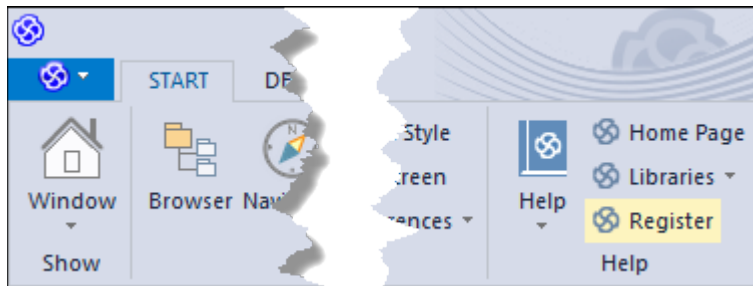 START
Style
Home Page
Libraries
Window
Browser
Help
Register
Show
Help